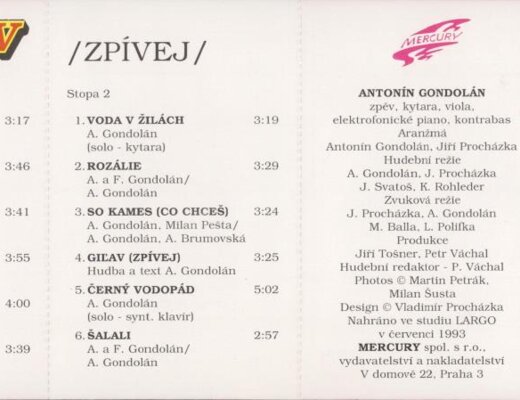 V
3:17
3:46
3:41
3:55
4:00
3:39
/ZPÍVEJ/
Stopa 2
1. VODA V ŽILÁCH 3:19
A. Gondolán
(solo - kytara)
2. ROZÁLIE 3:29
A. a F. Gondolán/
A. Gondolán
3. SO KAMES (CO CHCEŠ) 3:24
A. Gondolán, Milan Pešta/
A. Gondolán, A. Brumovská
4. GIĽAV (ZPÍVEJ) 3:25
Hudba a text A. Gondolán
5. ČERNÝ VODOPÁD 5:02
A. Gondolán
(solo - synt. klavír)
6. ŠALALI 2:57
A. a F. Gondolán/
A. Gondolán
MERCURY
ANTONÍN GONDOLÁN
zpěv, kytara, viola,
elektrofonické piano, kontrabas
Aranžmá
Antonín Gondolán, Jiří Procházka
Hudební režie
A. Gondolán, J. Procházka
J. Svatoš, K. Rohleder
Zvuková režie
J. Procházka, A. Gondolán
M. Balla, L. Polifka
Produkce
Jiří Tošner, Petr Váchal
Hudební redaktor - P. Váchal
Photos © Martin Petrák,
Milan Šusta
Design © Vladimír Procházka
Nahráno ve studiu LARGO
v červenci 1993
MERCURY spol. s r.o.,
vydavatelství a nakladatelství
V domově 22, Praha 3